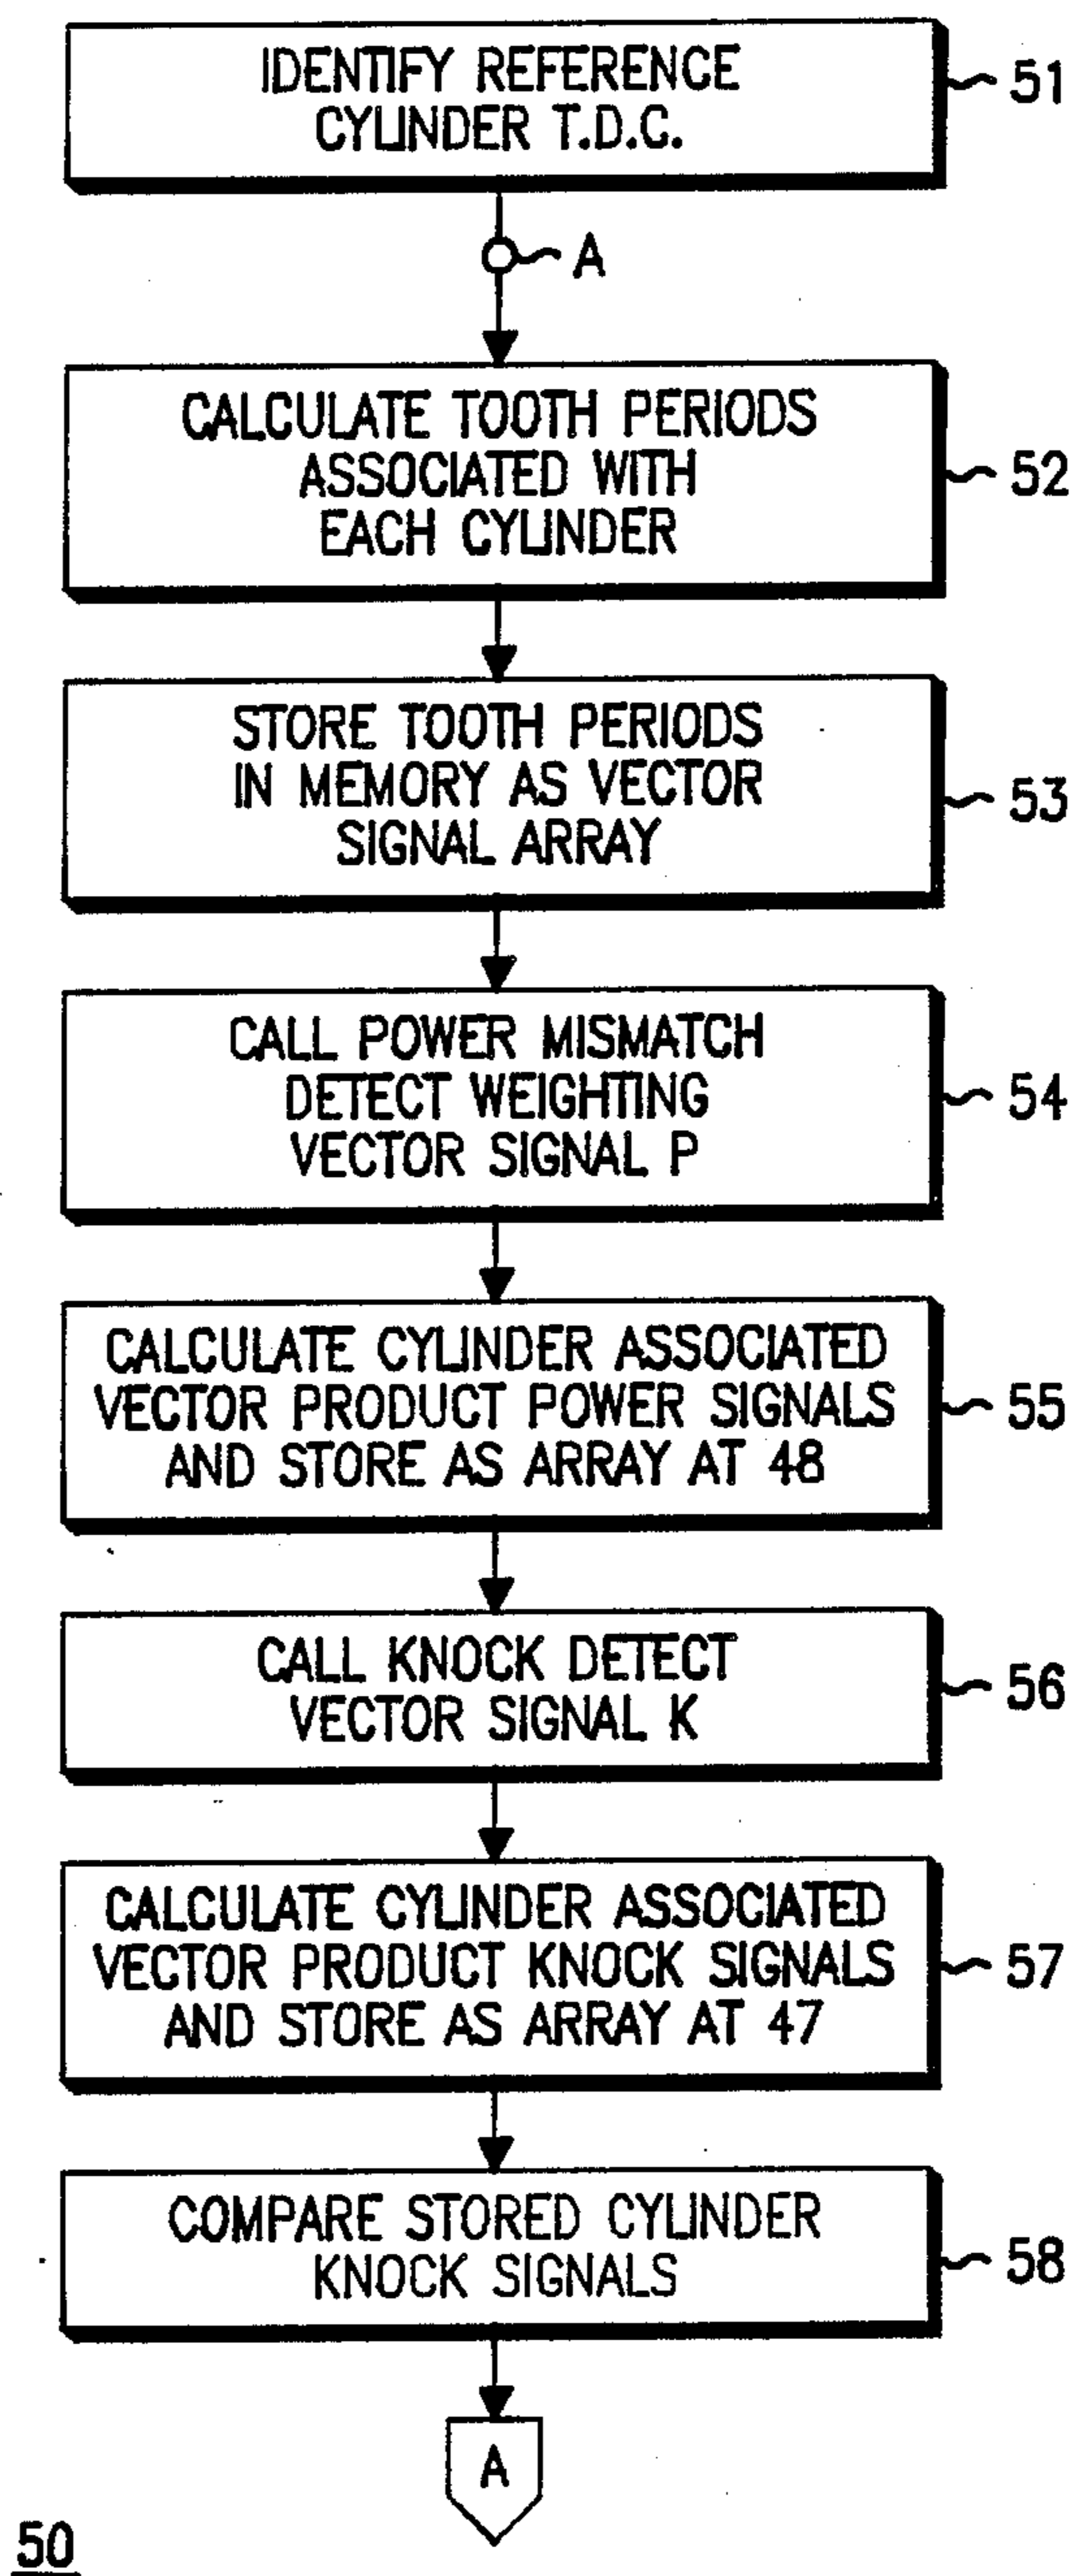 IDENTIFY REFERENCE
CYLINDER T.D.C.
51
A
CALCULATE TOOTH PERIODS
ASSOCIATED WITH
EACH CYLINDER
52
STORE TOOTH PERIODS
IN MEMORY AS VECTOR
SIGNAL ARRAY
53
CALL POWER MISMATCH
DETECT WEIGHTING
VECTOR SIGNAL P
54
CALCULATE CYLINDER ASSOCIATED
VECTOR PRODUCT POWER SIGNALS
AND STORE AS ARRAY AT 48
55
CALL KNOCK DETECT
VECTOR SIGNAL K
56
CALCULATE CYLINDER ASSOCIATED
VECTOR PRODUCT KNOCK SIGNALS
AND STORE AS ARRAY AT 47
57
COMPARE STORED CYLINDER
KNOCK SIGNALS
58
A
50